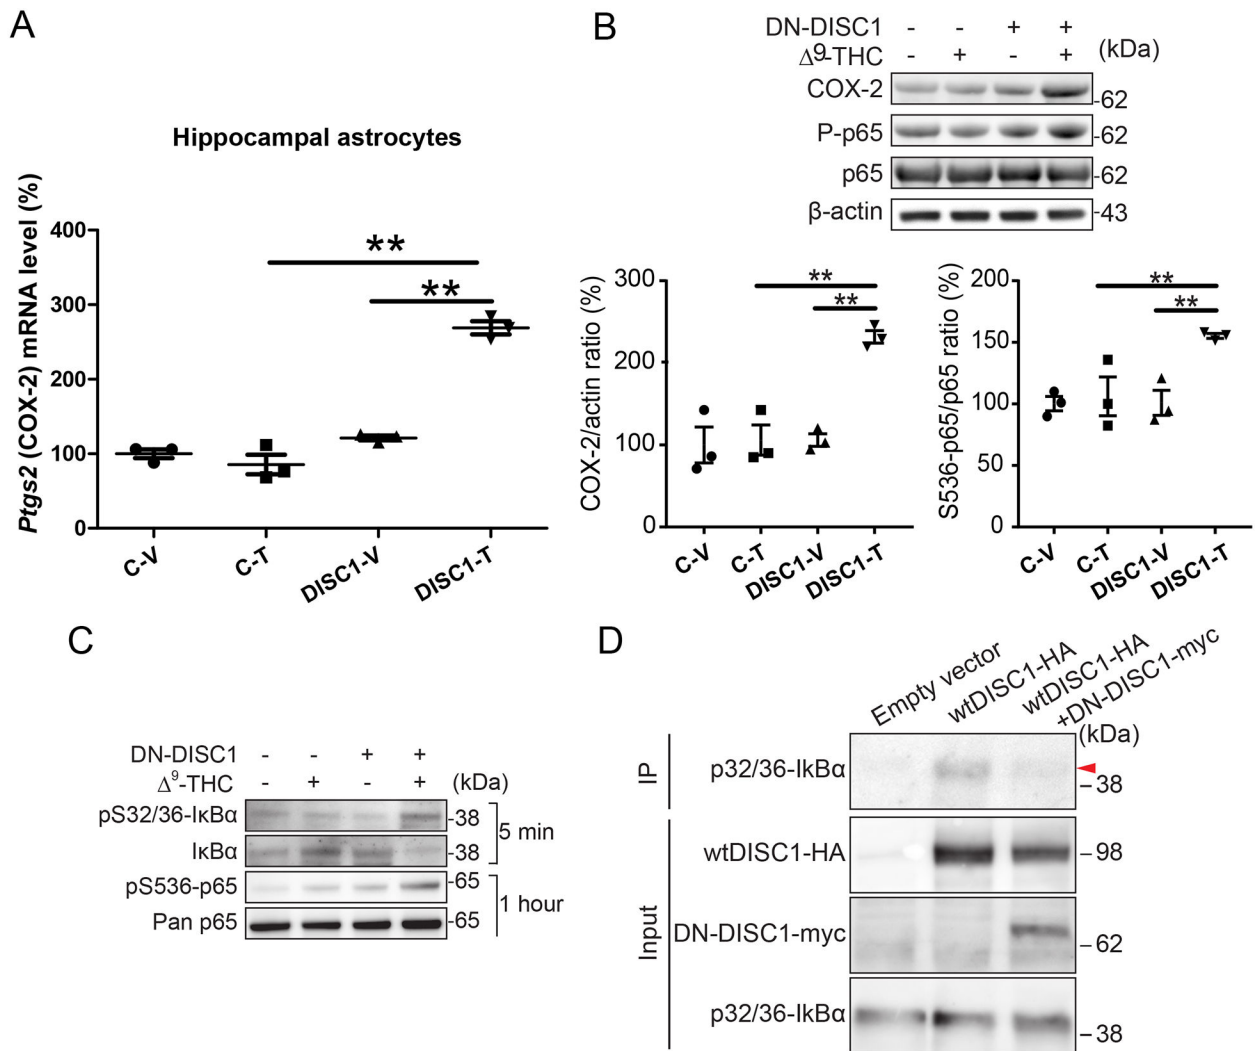 A
Hippocampal astrocytes
Ptgs2 (COX-2) mRNA level (%)
400
300
200
100
0
**
**
C-V
C-T
DISC1-V
DISC1-T
B
DN-DISC1 - - + +
Δ9-THC - + - + (kDa)
COX-2 -62
P-p65 -62
p65 -62
β-actin -43
COX-2/actin ratio (%)
300
200
100
0
**
**
C-V
C-T
DISC1-V
DISC1-T
S536-p65/p65 ratio (%)
200
150
100
50
0
**
**
C-V
C-T
DISC1-V
DISC1-T
C
DN-DISC1 - - + +
Δ9-THC - + - + (kDa)
pS32/36-IκBα -38
IκBα -38
5 min
pS536-p65 -65
Pan p65 -65
1 hour
D
Empty vector
wtDISC1-HA
wtDISC1-HA
+DN-DISC1-myc
(kDa)
IP
p32/36-IkBα -38
Input
wtDISC1-HA -98
DN-DISC1-myc -62
p32/36-IkBα -38